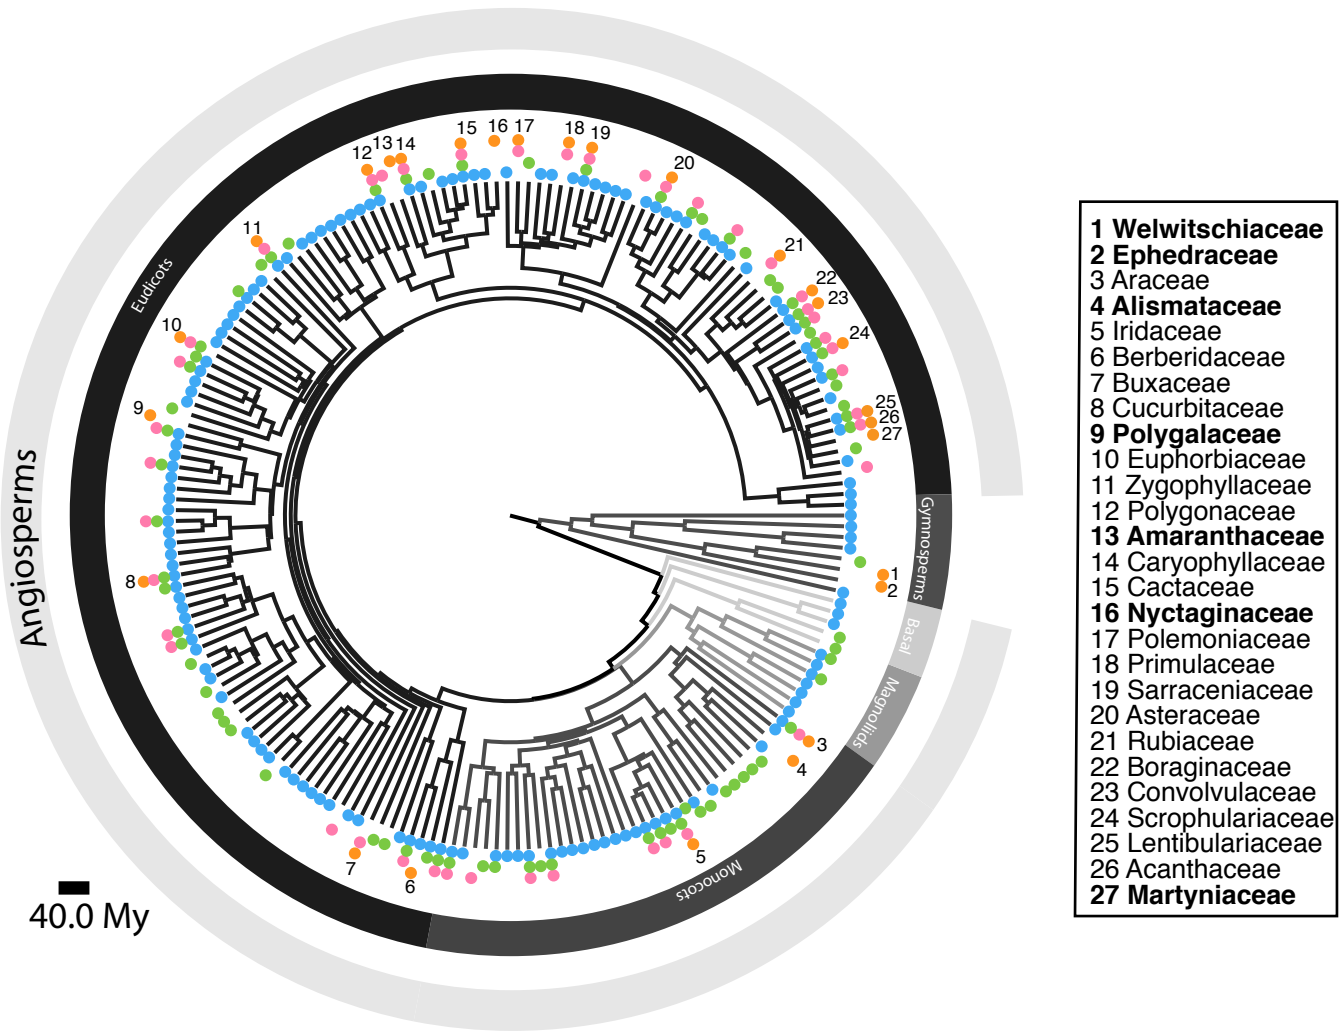 15
16
17
18
19
12
13
14
20
11
21
22
23
10
24
9
25
26
27
8
1
2
3
4
5
7
6
Eudicots
Angiosperms
Gymnosperms
Basal
Magnoliids
Monocots
40.0 My
1 Welwitschiaceae
2 Ephedraceae
3 Araceae
4 Alismataceae
5 Iridaceae
6 Berberidaceae
7 Buxaceae
8 Cucurbitaceae
9 Polygalaceae
10 Euphorbiaceae
11 Zygophyllaceae
12 Polygonaceae
13 Amaranthaceae
14 Caryophyllaceae
15 Cactaceae
16 Nyctaginaceae
17 Polemoniaceae
18 Primulaceae
19 Sarraceniaceae
20 Asteraceae
21 Rubiaceae
22 Boraginaceae
23 Convolvulaceae
24 Scrophulariaceae
25 Lentibulariaceae
26 Acanthaceae
27 Martyniaceae